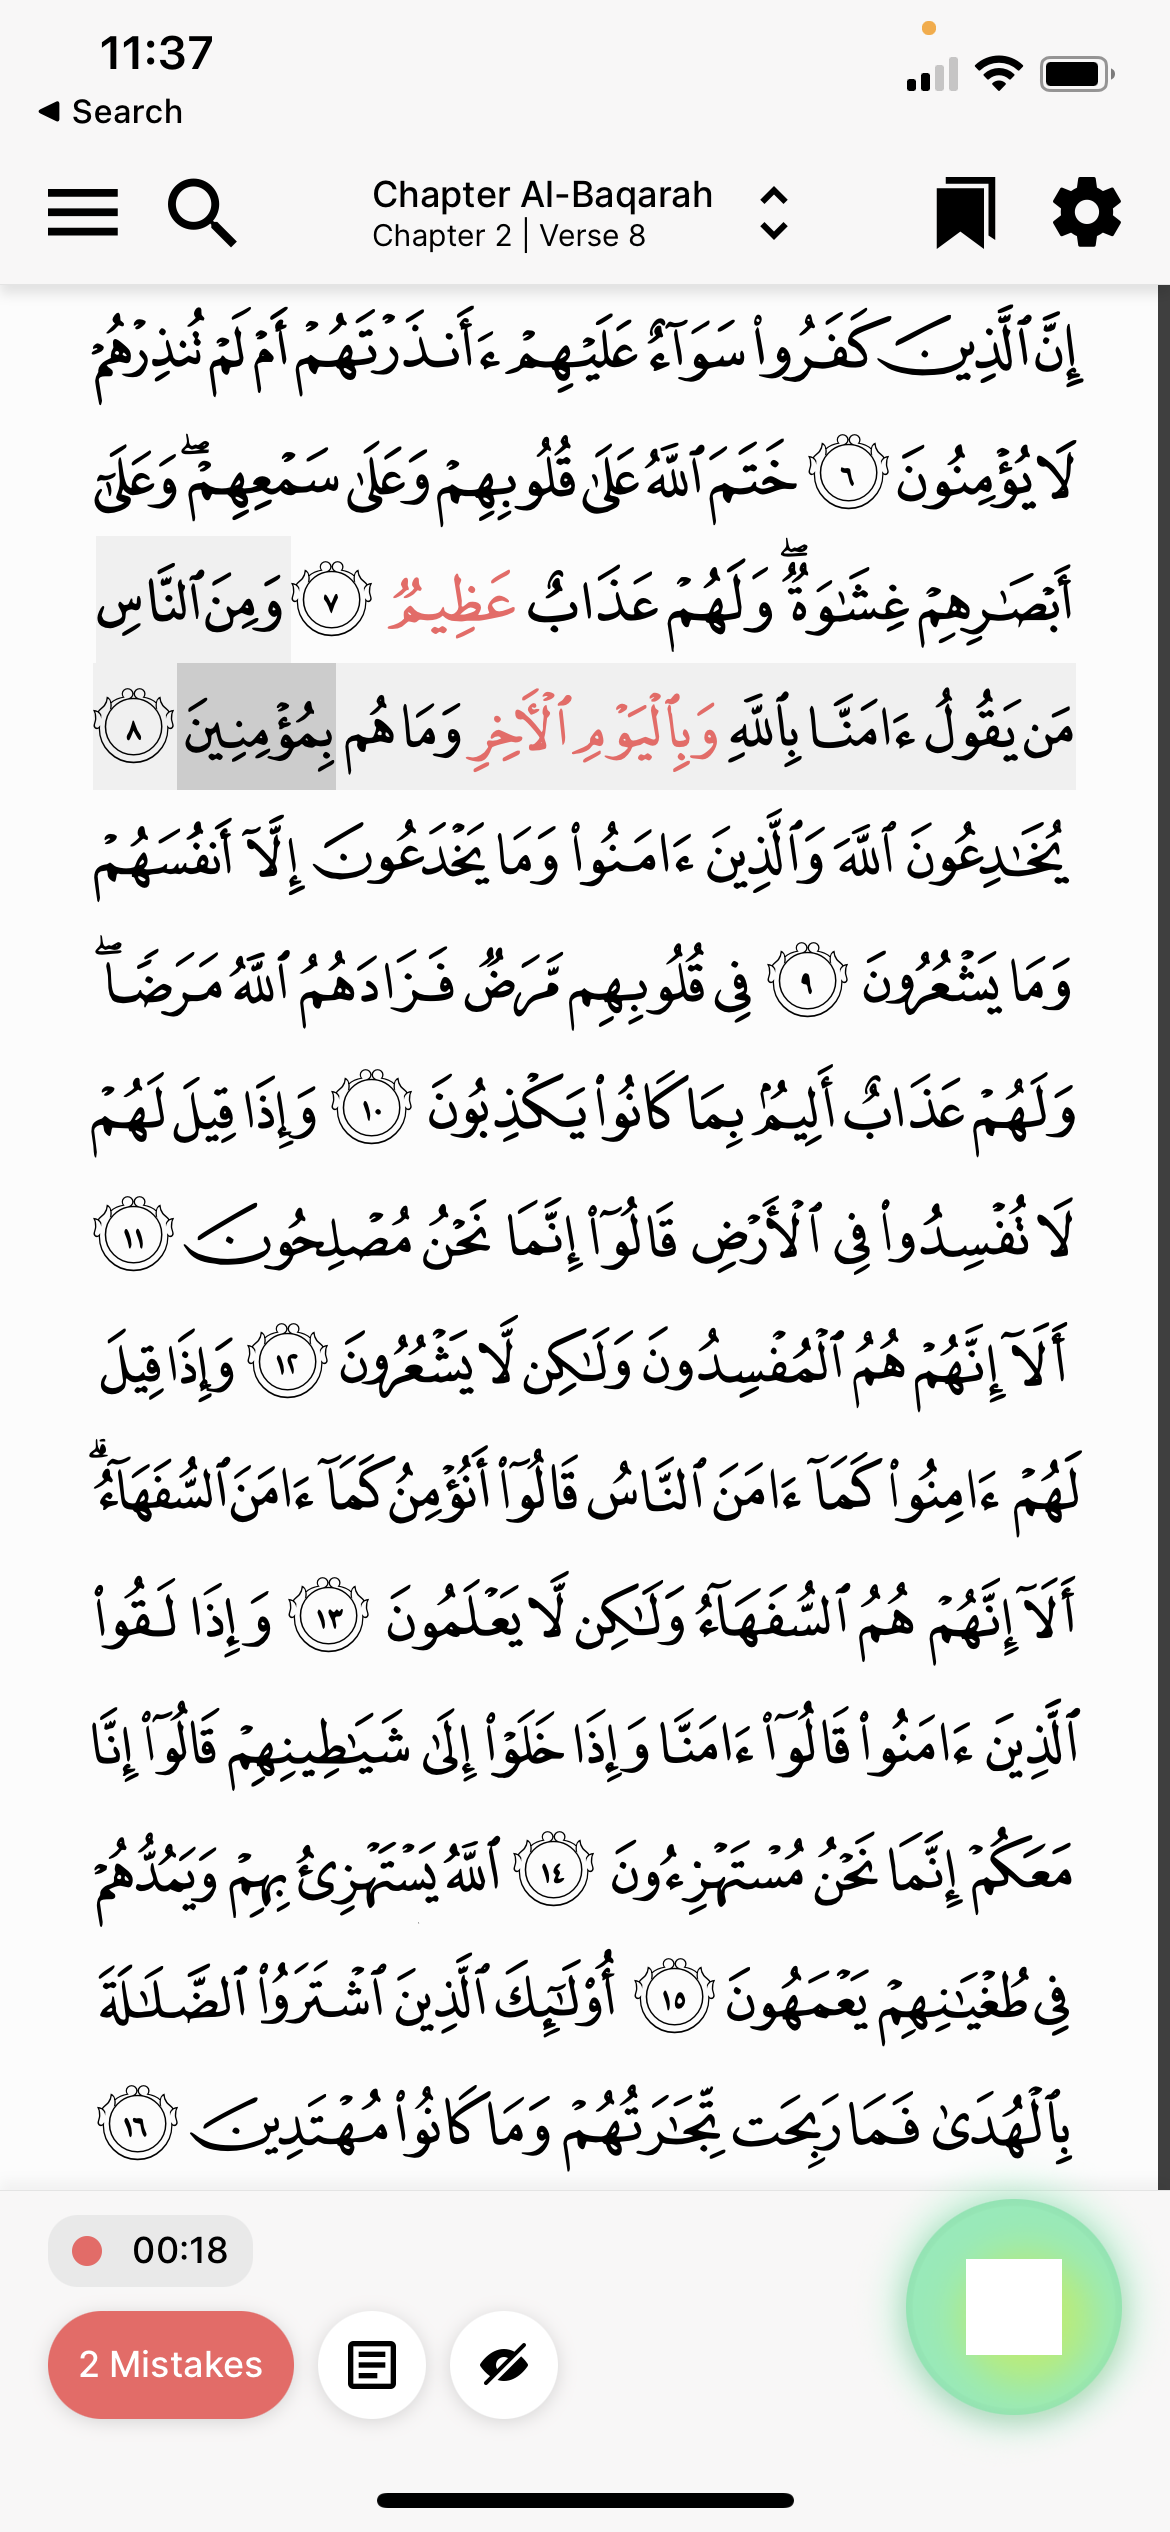 11:37
◀ Search
Chapter Al-Baqarah
Chapter 2 | Verse 8
إِنَّ ٱلَّذِينَ كَفَرُوا۟ سَوَآءٌ عَلَيْهِمْ ءَأَنذَرْتَهُمْ أَمْ لَمْ تُنذِرْهُمْ
لَا يُؤْمِنُونَ ٦ خَتَمَ ٱللَّهُ عَلَىٰ قُلُوبِهِمْ وَعَلَىٰ سَمْعِهِمْ ۖ وَعَلَىٰٓ
أَبْصَـٰرِهِمْ غِشَـٰوَةٌ ۖ وَلَهُمْ عَذَابٌ عَظِيمٌ ٧ وَمِنَ ٱلنَّاسِ
مَن يَقُولُ ءَامَنَّا بِٱللَّهِ وَبِٱلْيَوْمِ ٱلْـَٔاخِرِ وَمَا هُم بِمُؤْمِنِينَ ٨
يُخَـٰدِعُونَ ٱللَّهَ وَٱلَّذِينَ ءَامَنُوا۟ وَمَا يَخْدَعُونَ إِلَّآ أَنفُسَهُمْ
وَمَا يَشْعُرُونَ ٩ فِى قُلُوبِهِم مَّرَضٌ فَزَادَهُمُ ٱللَّهُ مَرَضًا ۖ
وَلَهُمْ عَذَابٌ أَلِيمٌۢ بِمَا كَانُوا۟ يَكْذِبُونَ ١٠ وَإِذَا قِيلَ لَهُمْ
لَا تُفْسِدُوا۟ فِى ٱلْأَرْضِ قَالُوٓا۟ إِنَّمَا نَحْنُ مُصْلِحُونَ ١١
أَلَآ إِنَّهُمْ هُمُ ٱلْمُفْسِدُونَ وَلَـٰكِن لَّا يَشْعُرُونَ ١٢ وَإِذَا قِيلَ
لَهُمْ ءَامِنُوا۟ كَمَآ ءَامَنَ ٱلنَّاسُ قَالُوٓا۟ أَنُؤْمِنُ كَمَآ ءَامَنَ ٱلسُّفَهَآءُ ۗ
أَلَآ إِنَّهُمْ هُمُ ٱلسُّفَهَآءُ وَلَـٰكِن لَّا يَعْلَمُونَ ١٣ وَإِذَا لَقُوا۟
ٱلَّذِينَ ءَامَنُوا۟ قَالُوٓا۟ ءَامَنَّا وَإِذَا خَلَوْا۟ إِلَىٰ شَيَـٰطِينِهِمْ قَالُوٓا۟ إِنَّا
مَعَكُمْ إِنَّمَا نَحْنُ مُسْتَهْزِءُونَ ١٤ ٱللَّهُ يَسْتَهْزِئُ بِهِمْ وَيَمُدُّهُمْ
فِى طُغْيَـٰنِهِمْ يَعْمَهُونَ ١٥ أُو۟لَـٰٓئِكَ ٱلَّذِينَ ٱشْتَرَوُا۟ ٱلضَّلَـٰلَةَ
بِٱلْهُدَىٰ فَمَا رَبِحَت تِّجَـٰرَتُهُمْ وَمَا كَانُوا۟ مُهْتَدِينَ ١٦
00:18
2 Mistakes